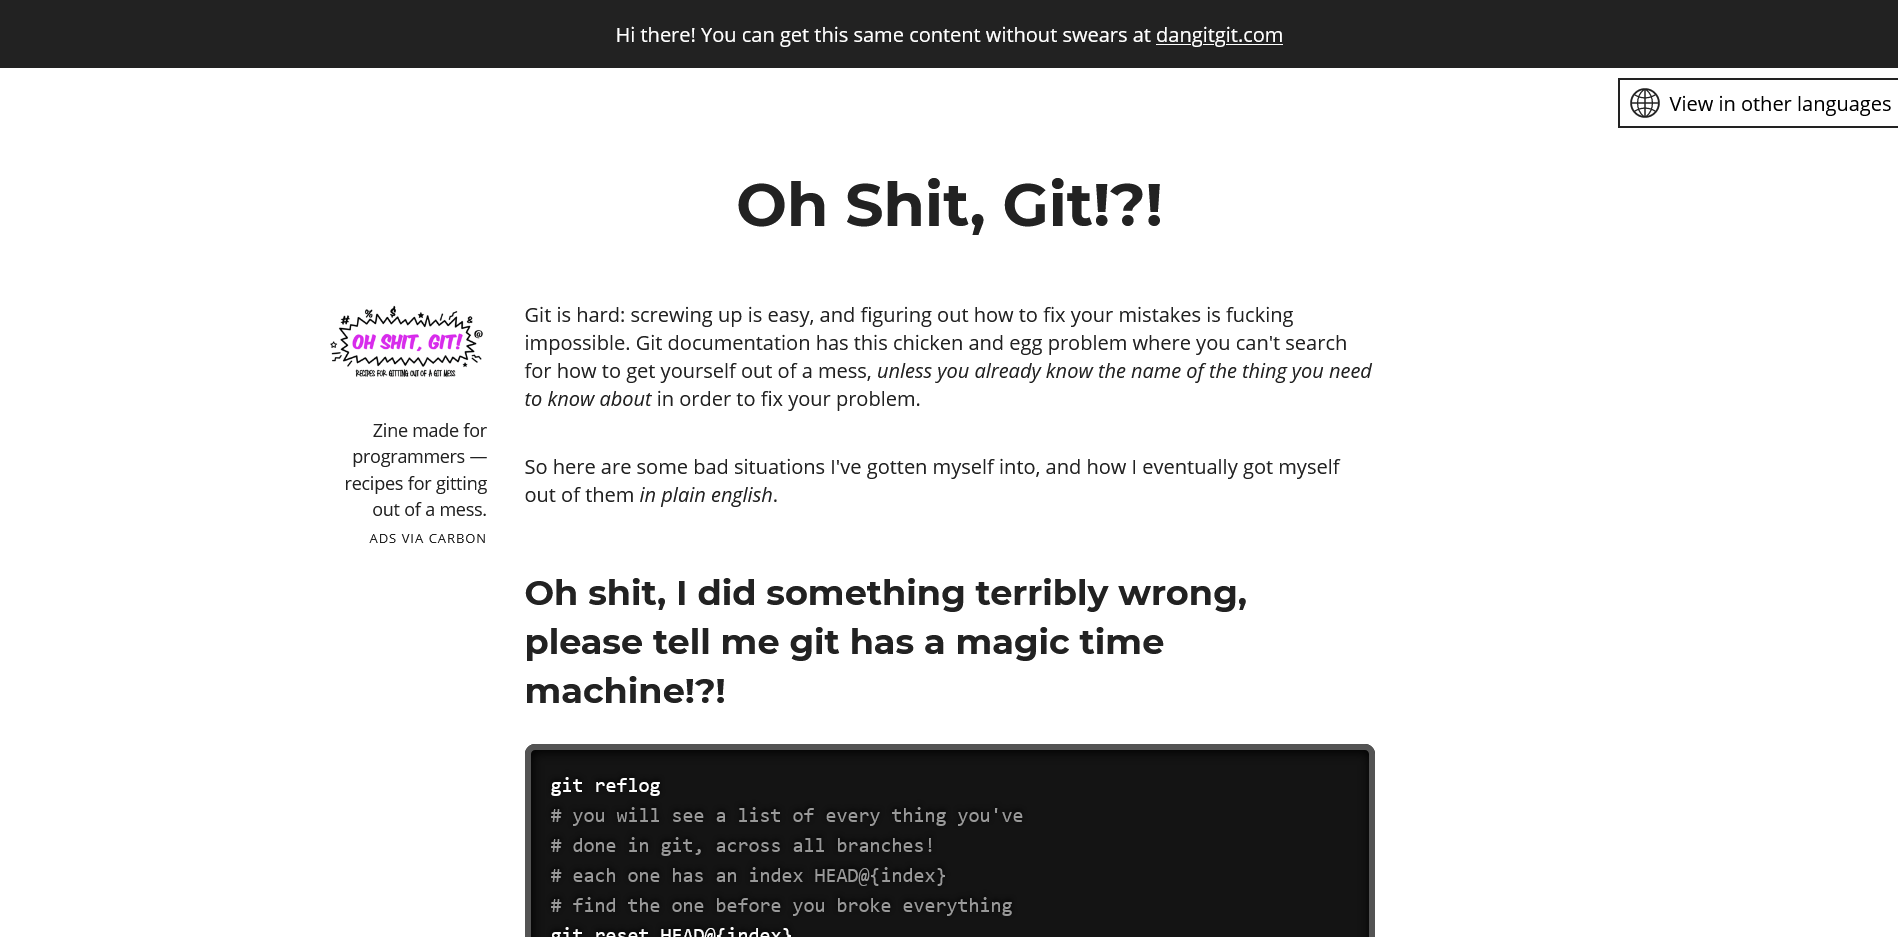 Hi there! You can get this same content without swears at dangitgit.com
View in other languages
Oh Shit, Git!?!
# % $ & @
OH SHIT, GIT!
RECIPES FOR GITTING OUT OF A GIT MESS
Zine made for
programmers —
recipes for gitting
out of a mess.
ADS VIA CARBON
Git is hard: screwing up is easy, and figuring out how to fix your mistakes is fucking
impossible. Git documentation has this chicken and egg problem where you can't search
for how to get yourself out of a mess, unless you already know the name of the thing you need
to know about in order to fix your problem.
So here are some bad situations I've gotten myself into, and how I eventually got myself
out of them in plain english.
Oh shit, I did something terribly wrong,
please tell me git has a magic time
machine!?!
git reflog
# you will see a list of every thing you've
# done in git, across all branches!
# each one has an index HEAD@{index}
# find the one before you broke everything
git reset HEAD@{index}